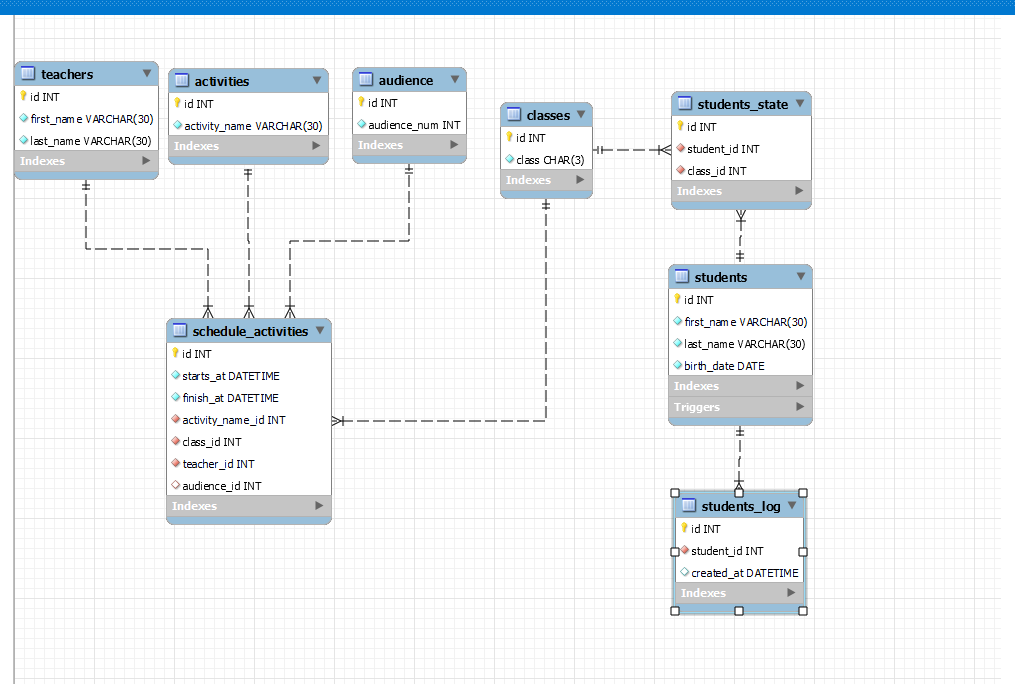 teachers
id INT
first_name VARCHAR(30)
last_name VARCHAR(30)
Indexes
activities
id INT
activity_name VARCHAR(30)
Indexes
audience
id INT
audience_num INT
Indexes
classes
id INT
class CHAR(3)
Indexes
students_state
id INT
student_id INT
class_id INT
Indexes
schedule_activities
id INT
starts_at DATETIME
finish_at DATETIME
activity_name_id INT
class_id INT
teacher_id INT
audience_id INT
Indexes
students
id INT
first_name VARCHAR(30)
last_name VARCHAR(30)
birth_date DATE
Indexes
Triggers
students_log
id INT
student_id INT
created_at DATETIME
Indexes